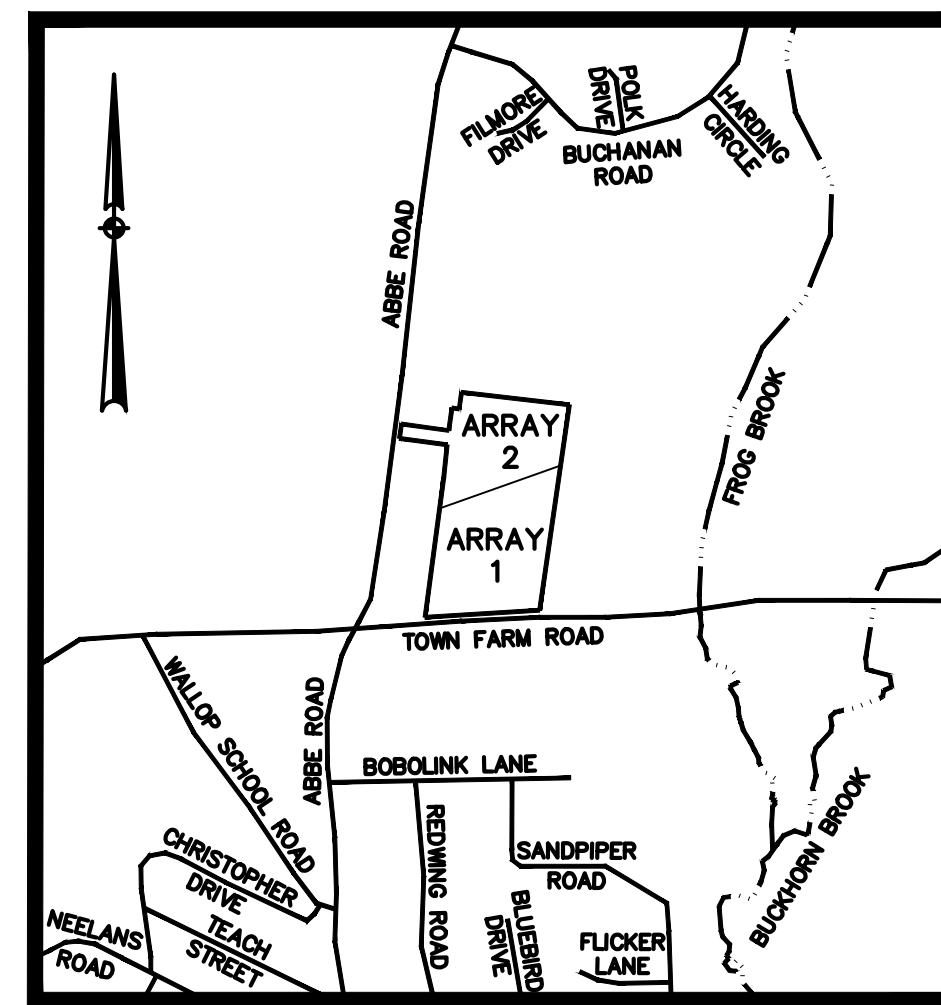 FILMORE
DRIVE
POLK
DRIVE
HARDING
CIRCLE
BUCHANAN
ROAD
ABBE ROAD
FROG BROOK
ARRAY
2
ARRAY
1
TOWN FARM ROAD
WALLOP SCHOOL ROAD
ABBE ROAD
BOBOLINK LANE
REDWING ROAD
SANDPIPER
ROAD
BUCKHORN BROOK
CHRISTOPHER
DRIVE
TEACH
STREET
NEELANS
ROAD
BLUEBIRD
DRIVE
FLICKER
LANE